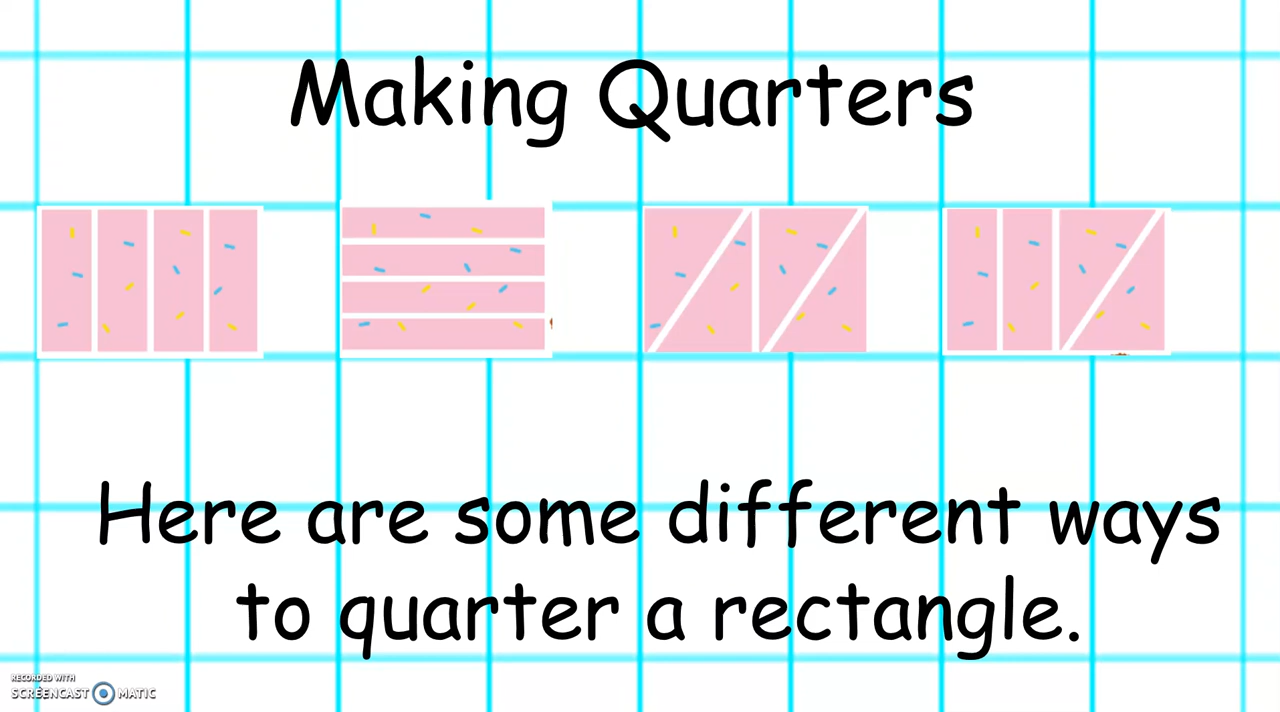 Making Quarters
Here are some different ways
to quarter a rectangle.
RECORDED WITH
SCREENCAST MATIC